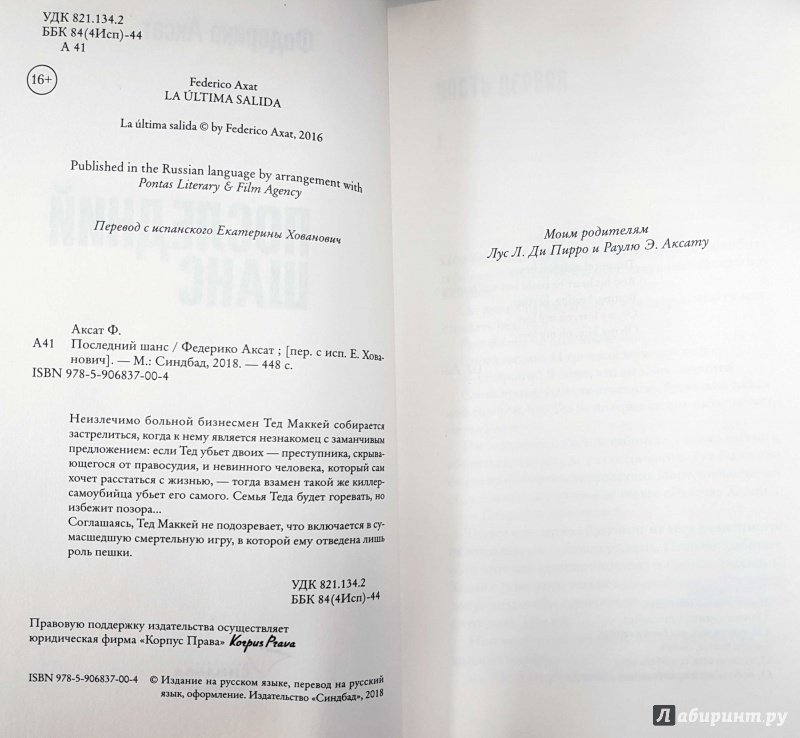 УДК 821.134.2
ББК 84(4Исп)-44
А 41
16+
Federico Axat
LA ÚLTIMA SALIDA
La última salida © by Federico Axat, 2016
Published in the Russian language by arrangement with
Pontas Literary & Film Agency
Перевод с испанского Екатерины Хованович
Аксат Ф.
А41 Последний шанс / Федерико Аксат ; [пер. с исп. Е. Хова-
нович]. — М.: Синдбад, 2018. — 448 с.
ISBN 978-5-906837-00-4
Неизлечимо больной бизнесмен Тед Маккей собирается
застрелиться, когда к нему является незнакомец с заманчивым
предложением: если Тед убьет двоих — преступника, скрыва-
ющегося от правосудия, и невинного человека, который сам
хочет расстаться с жизнью, — тогда взамен такой же киллер-
самоубийца убьет его самого. Семья Теда будет горевать, но
избежит позора...
Соглашаясь, Тед Маккей не подозревает, что включается в су-
масшедшую смертельную игру, в которой ему отведена лишь
роль пешки.
УДК 821.134.2
ББК 84(4Исп)-44
Правовую поддержку издательства осуществляет
юридическая фирма «Корпус Права» Korpus Prava
ISBN 978-5-906837-00-4 © Издание на русском языке, перевод на русский
язык, оформление. Издательство «Синдбад», 2018
Моим родителям
Лус Л. Ди Пирро и Раулю Э. Аксату
Лабиринт.ру